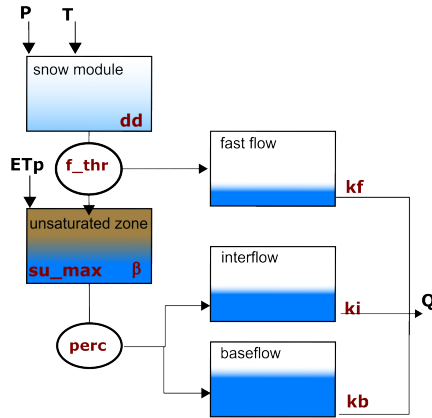 P T
snow module
dd
ETp
f_thr
fast flow
kf
unsaturated zone
su_max β
interflow
ki
Q
perc
baseflow
kb